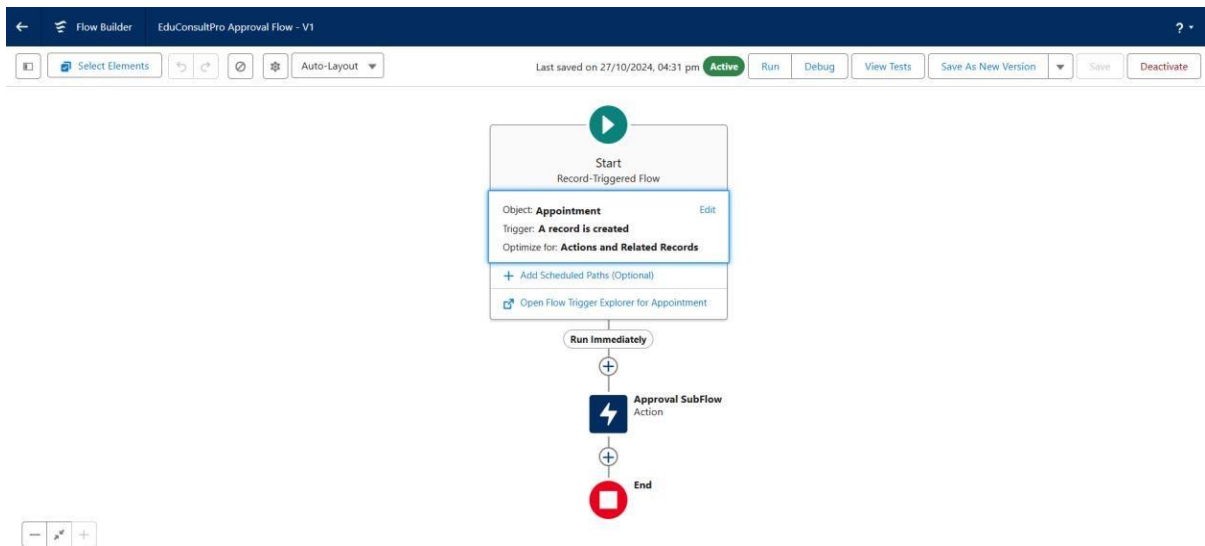 Flow Builder EduConsultPro Approval Flow - V1 ?
Select Elements Auto-Layout Last saved on 27/10/2024, 04:31 pm Active Run Debug View Tests Save As New Version Save Deactivate
Start
Record-Triggered Flow
Object: Appointment Edit
Trigger: A record is created
Optimize for: Actions and Related Records
+ Add Scheduled Paths (Optional)
Open Flow Trigger Explorer for Appointment
Run Immediately
Approval SubFlow
Action
End